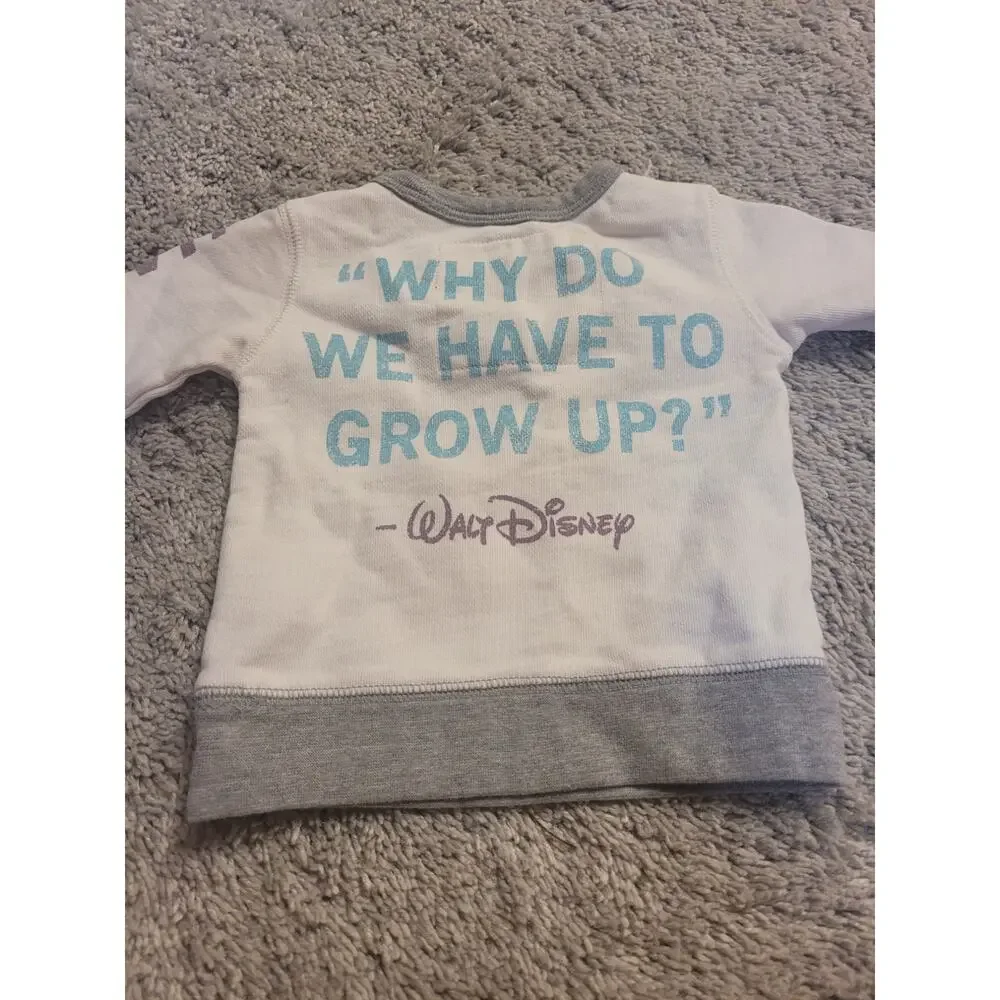 “WHY DO
WE HAVE TO
GROW UP?”
– WALT DISNEY